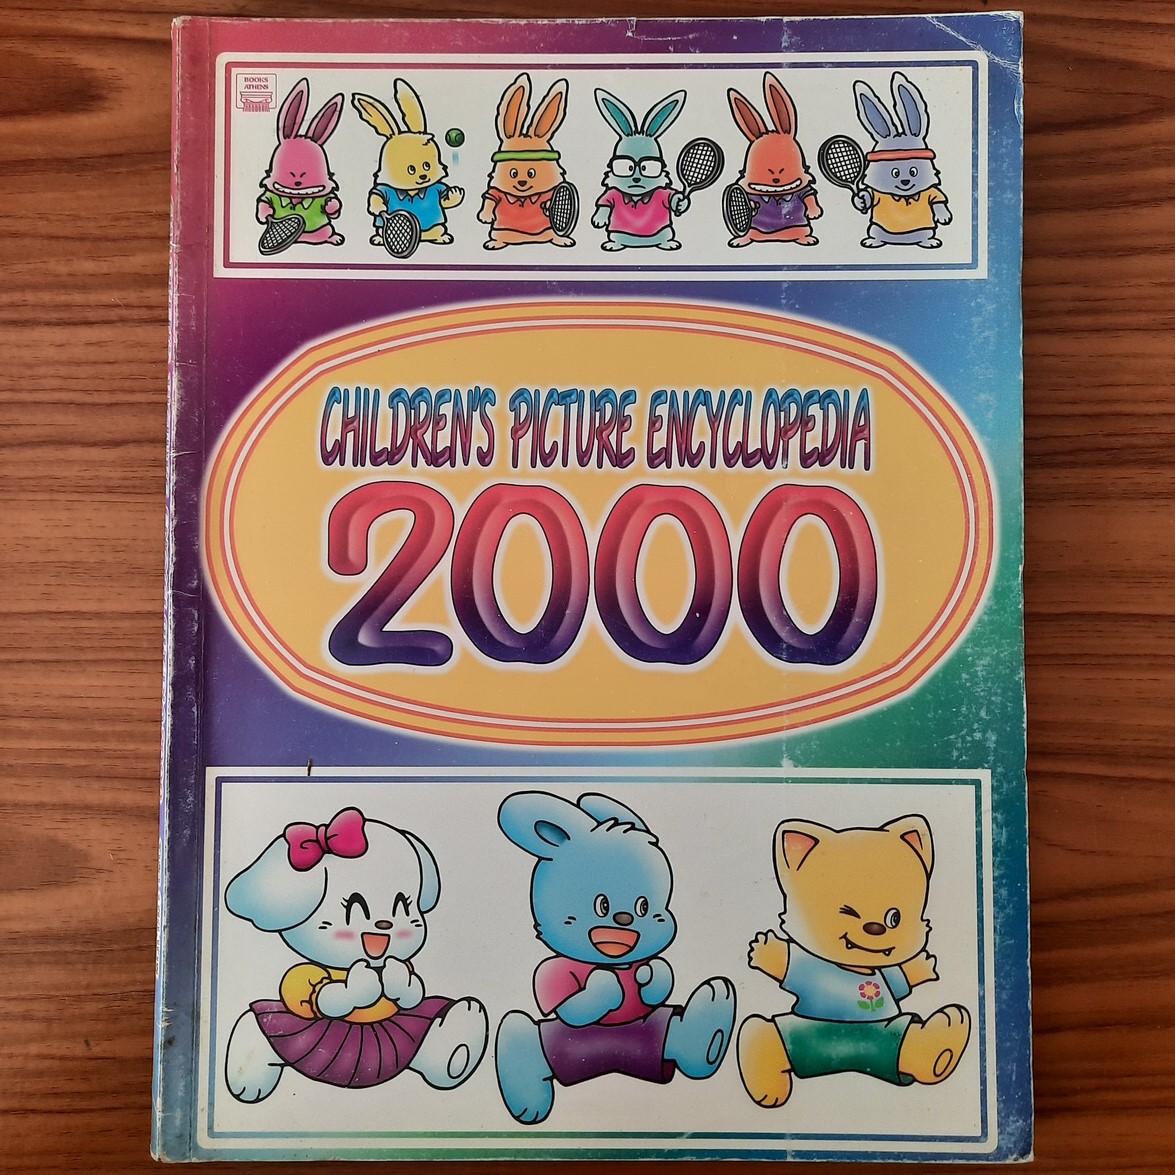 BOOKS
ATHENS
CHILDREN'S PICTURE ENCYCLOPEDIA
2000